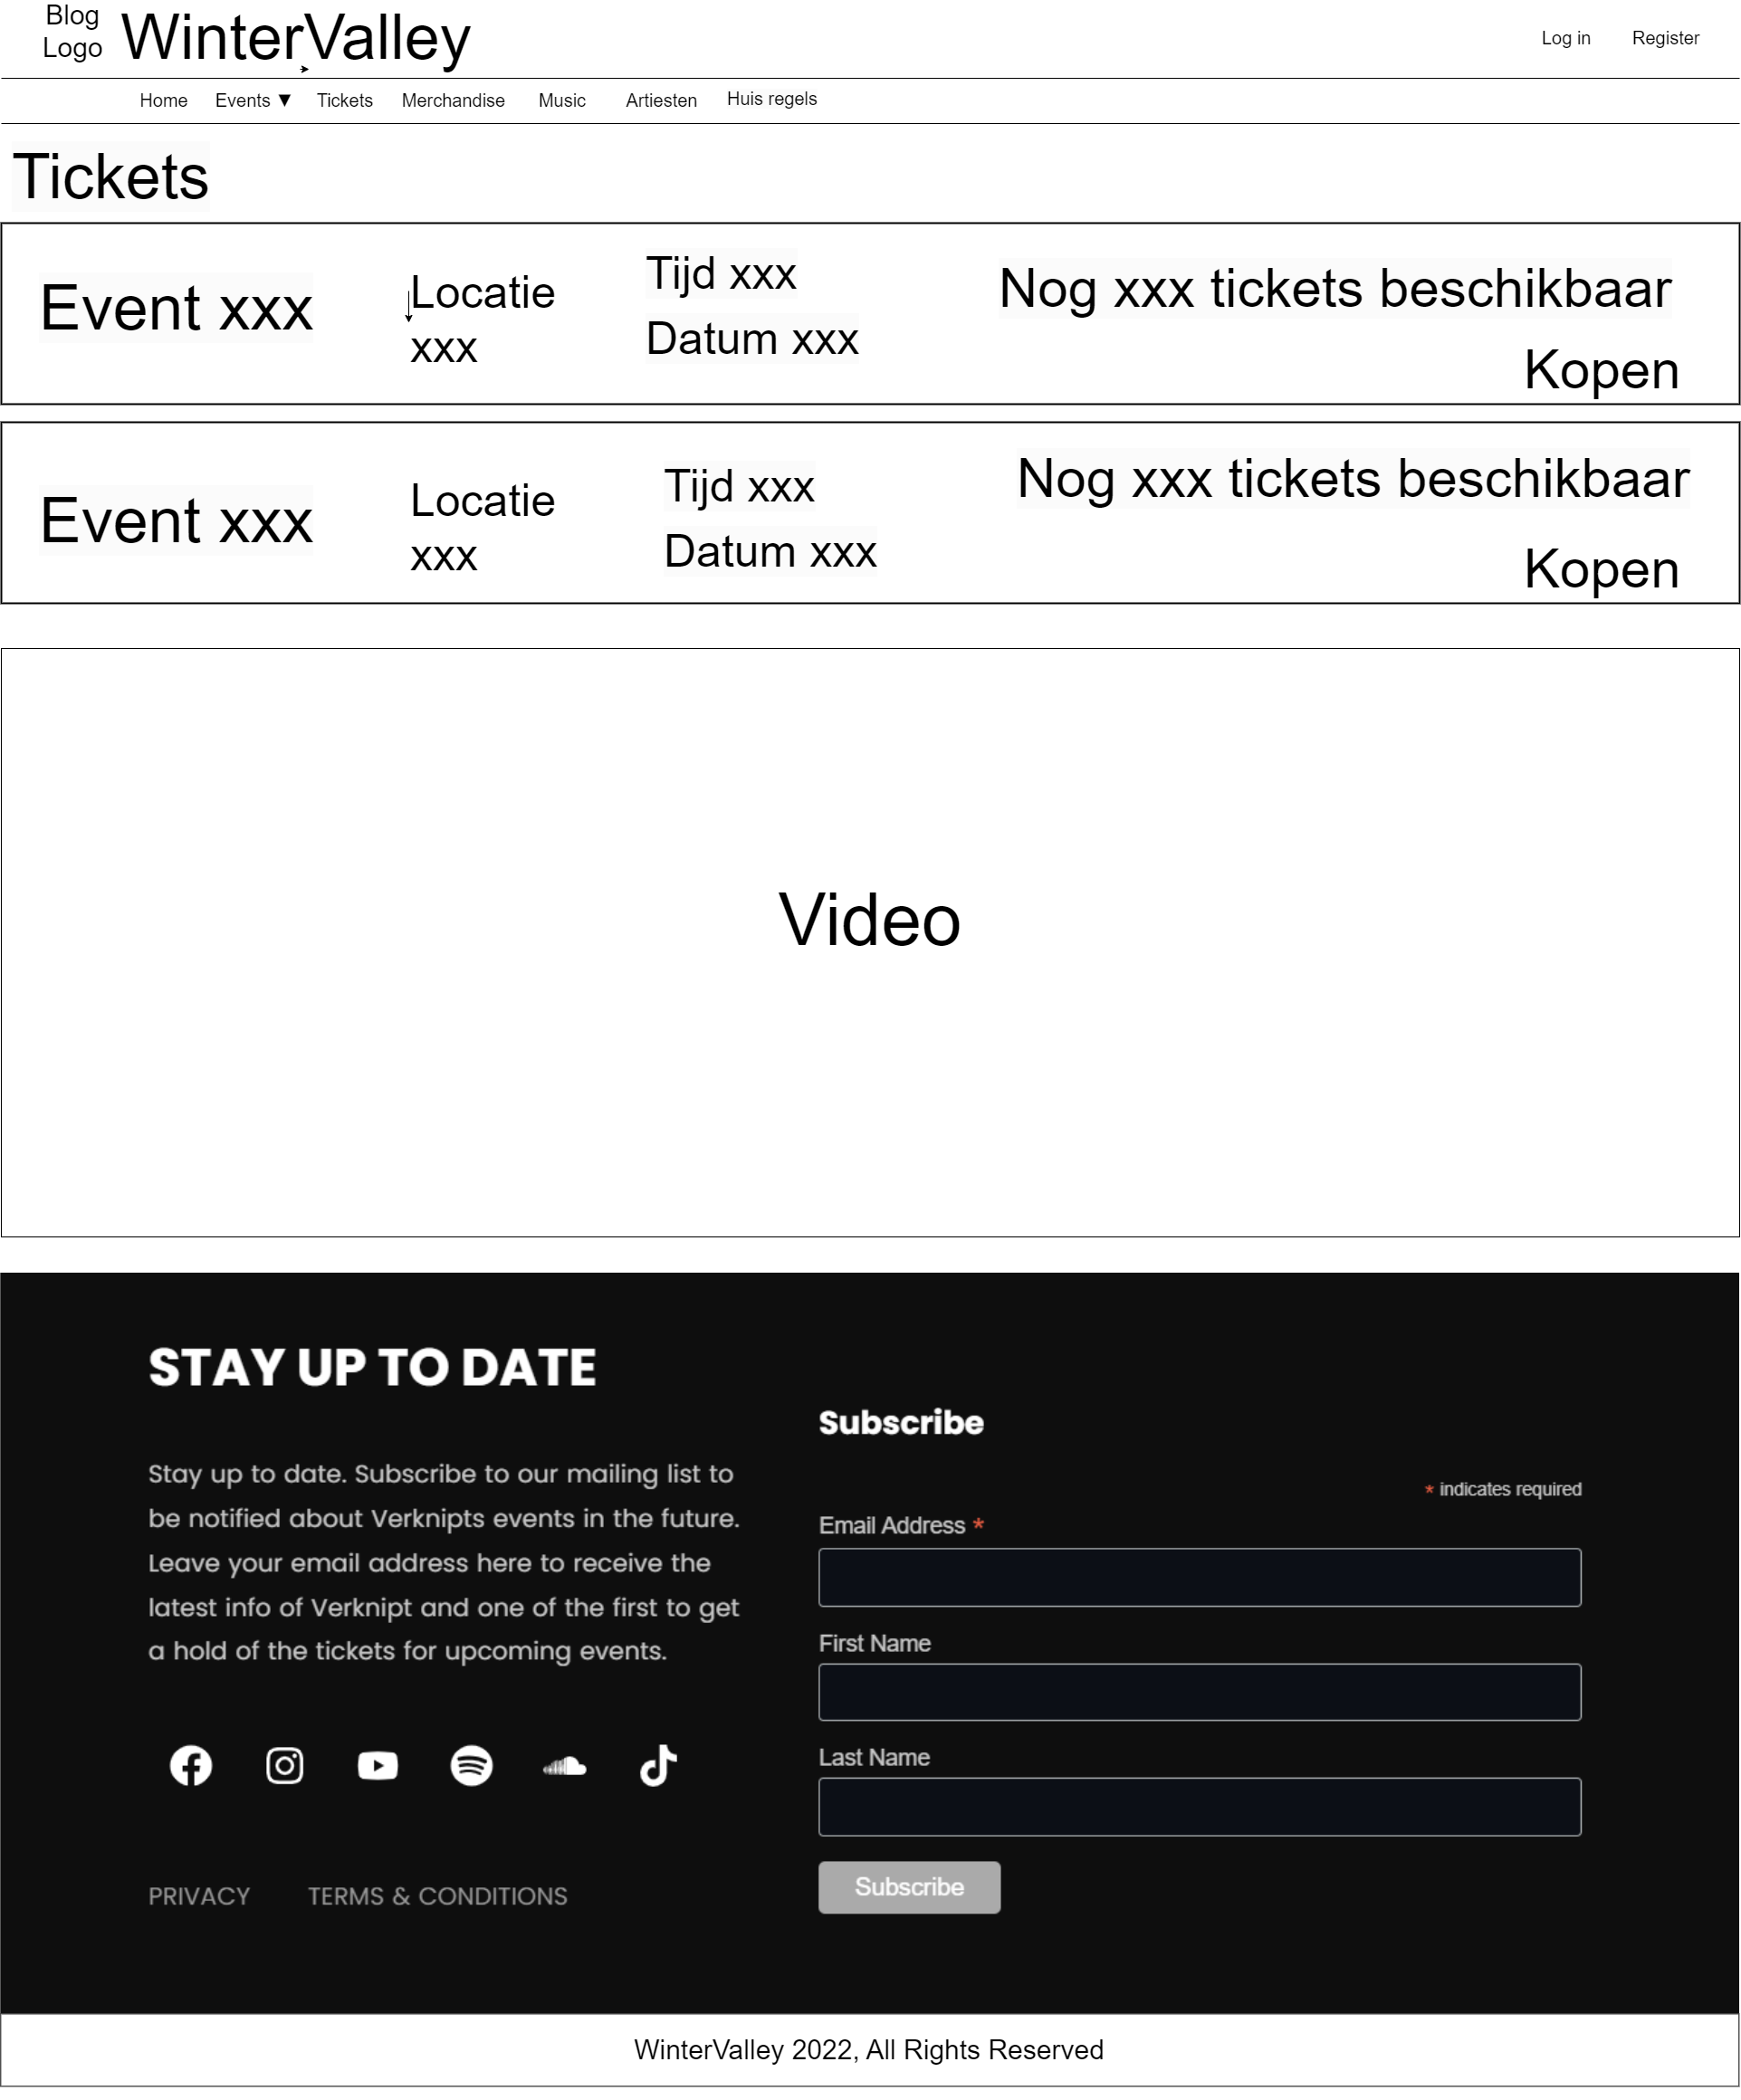 Blog
Logo
WinterValley
Log in
Register
Home
Events ▼
Tickets
Merchandise
Music
Artiesten
Huis regels
Tickets
Event xxx
Locatie
xxx
Tijd xxx
Datum xxx
Nog xxx tickets beschikbaar
Kopen
Event xxx
Locatie
xxx
Tijd xxx
Datum xxx
Nog xxx tickets beschikbaar
Kopen
Video
STAY UP TO DATE
Stay up to date. Subscribe to our mailing list to
be notified about Verknipts events in the future.
Leave your email address here to receive the
latest info of Verknipt and one of the first to get
a hold of the tickets for upcoming events.
PRIVACY
TERMS & CONDITIONS
Subscribe
* indicates required
Email Address *
First Name
Last Name
Subscribe
WinterValley 2022, All Rights Reserved